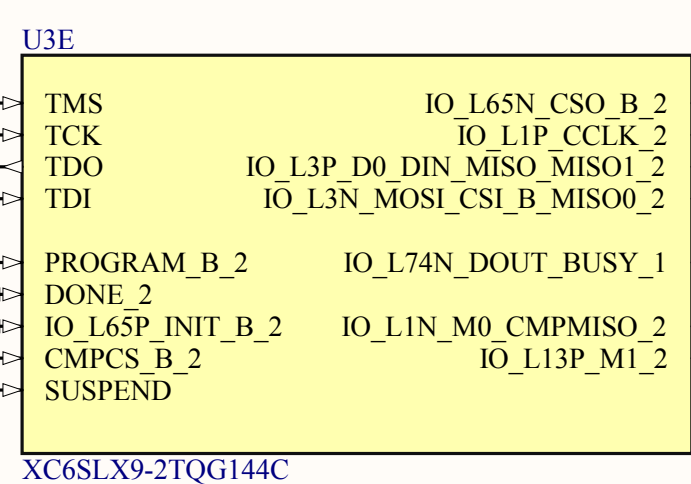 U3E
TMS IO_L65N_CSO_B_2
TCK IO_L1P_CCLK_2
TDO IO_L3P_D0_DIN_MISO_MISO1_2
TDI IO_L3N_MOSI_CSI_B_MISO0_2
PROGRAM_B_2 IO_L74N_DOUT_BUSY_1
DONE_2
IO_L65P_INIT_B_2 IO_L1N_M0_CMPMISO_2
CMPCS_B_2 IO_L13P_M1_2
SUSPEND
XC6SLX9-2TQG144C